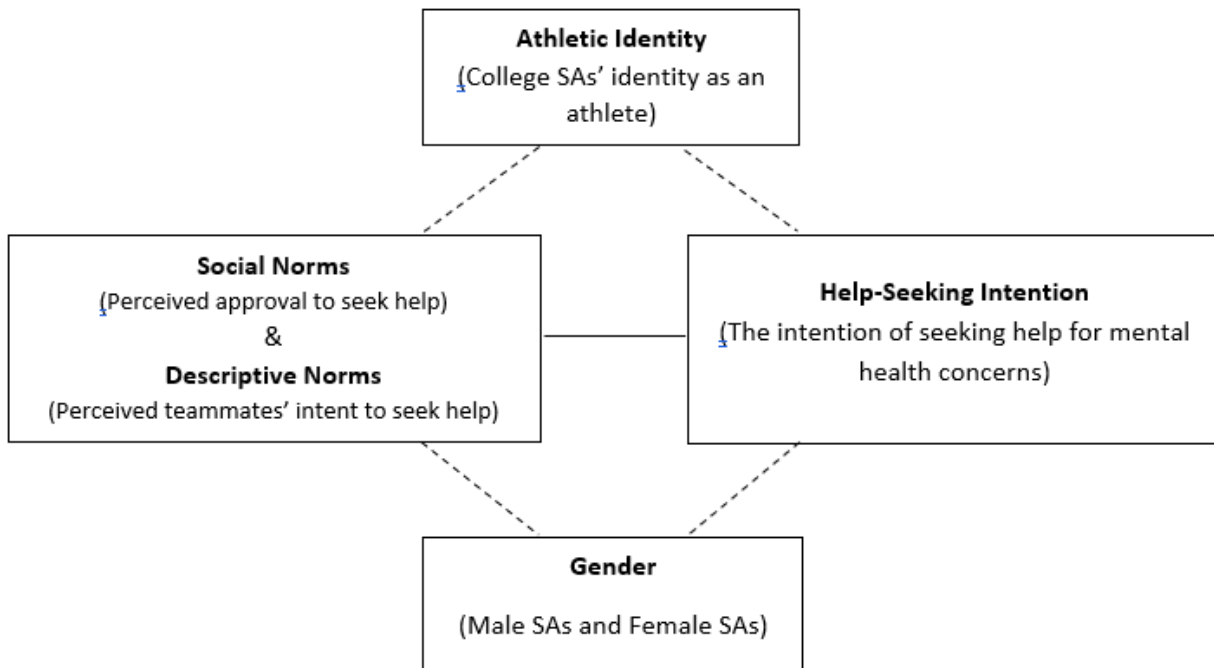 Athletic Identity
(College SAs’ identity as an
athlete)
Social Norms
(Perceived approval to seek help)
&
Descriptive Norms
(Perceived teammates’ intent to seek help)
Help-Seeking Intention
(The intention of seeking help for mental
health concerns)
Gender
(Male SAs and Female SAs)